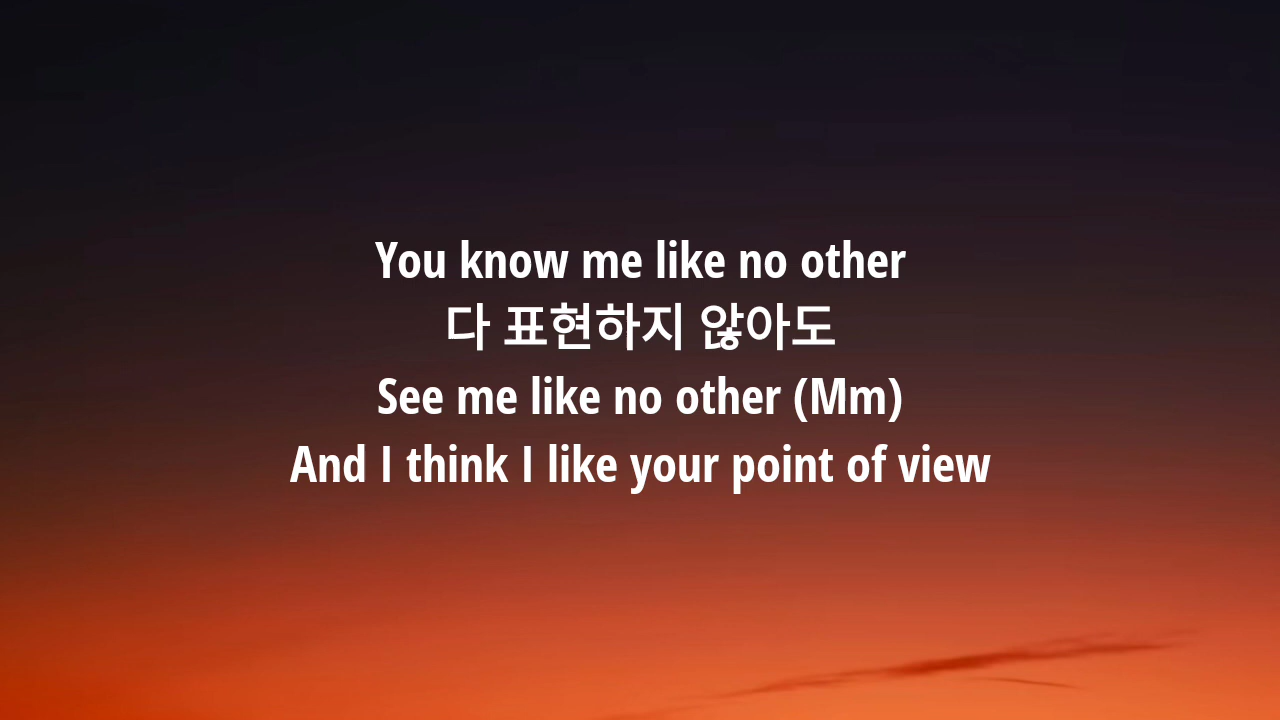 You know me like no other
다 표현하지 않아도
See me like no other (Mm)
And I think I like your point of view